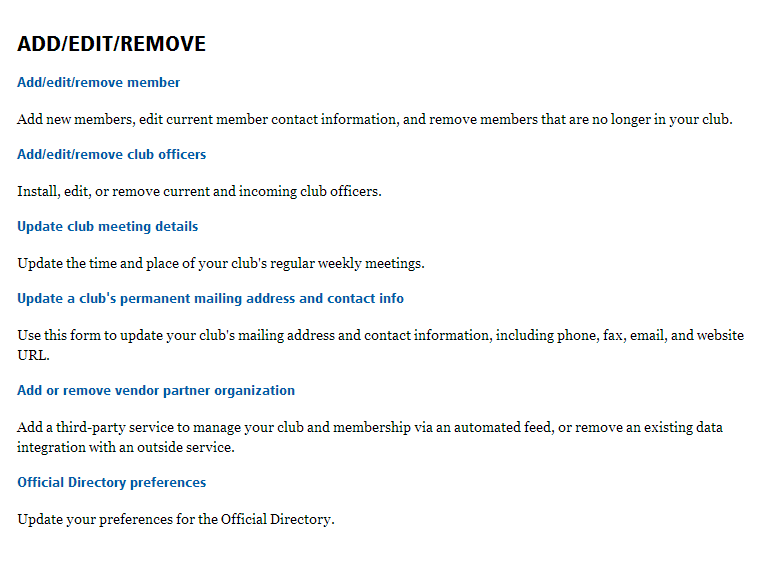 ADD/EDIT/REMOVE
Add/edit/remove member
Add new members, edit current member contact information, and remove members that are no longer in your club.
Add/edit/remove club officers
Install, edit, or remove current and incoming club officers.
Update club meeting details
Update the time and place of your club's regular weekly meetings.
Update a club's permanent mailing address and contact info
Use this form to update your club's mailing address and contact information, including phone, fax, email, and website
URL.
Add or remove vendor partner organization
Add a third-party service to manage your club and membership via an automated feed, or remove an existing data
integration with an outside service.
Official Directory preferences
Update your preferences for the Official Directory.